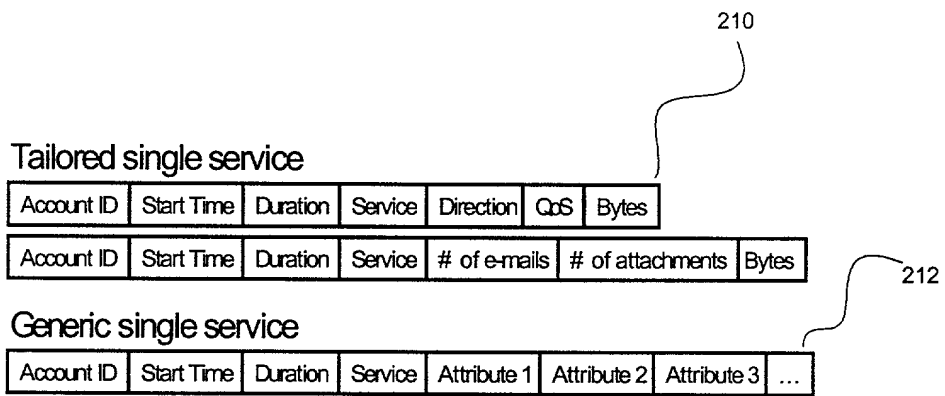 210
Tailored single service
Account ID Start Time Duration Service Direction QoS Bytes
Account ID Start Time Duration Service # of e-mails # of attachments Bytes
212
Generic single service
Account ID Start Time Duration Service Attribute 1 Attribute 2 Attribute 3 ...